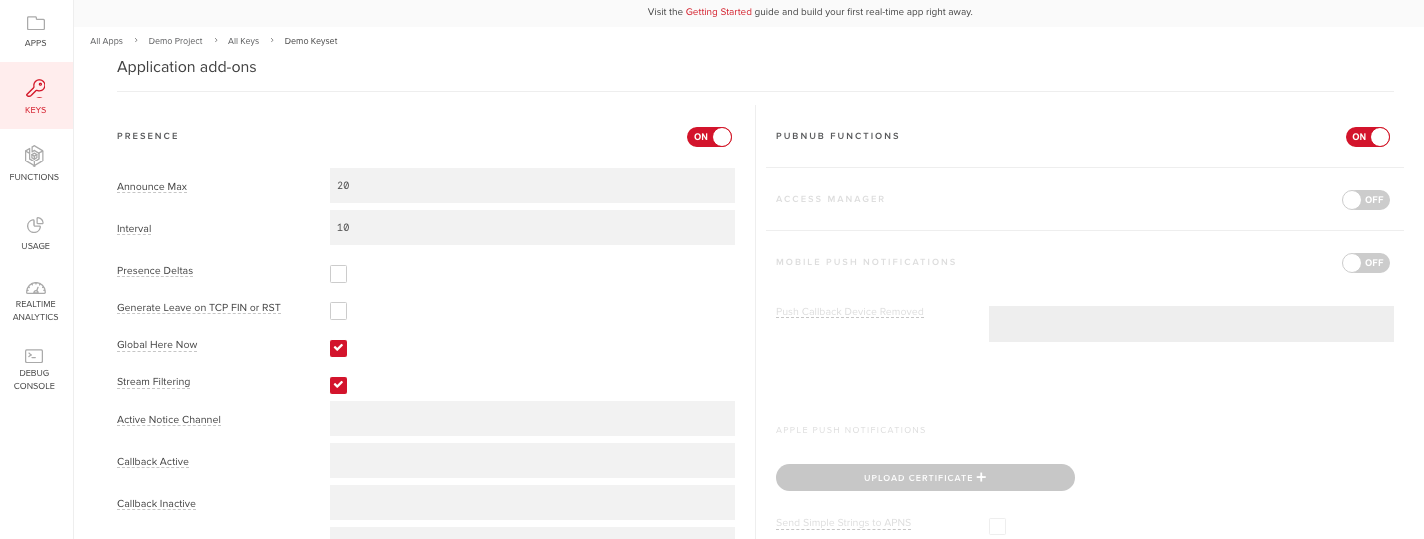 Visit the Getting Started guide and build your first real-time app right away.
APPS
KEYS
FUNCTIONS
USAGE
REALTIME
ANALYTICS
DEBUG
CONSOLE
All Apps > Demo Project > All Keys > Demo Keyset
Application add-ons
PRESENCE ON
Announce Max 20
Interval 10
Presence Deltas
Generate Leave on TCP FIN or RST
Global Here Now
Stream Filtering
Active Notice Channel
Callback Active
Callback Inactive
PUBNUB FUNCTIONS ON
ACCESS MANAGER OFF
MOBILE PUSH NOTIFICATIONS OFF
Push Callback Device Removed
APPLE PUSH NOTIFICATIONS
UPLOAD CERTIFICATE +
Send Simple Strings to APNS